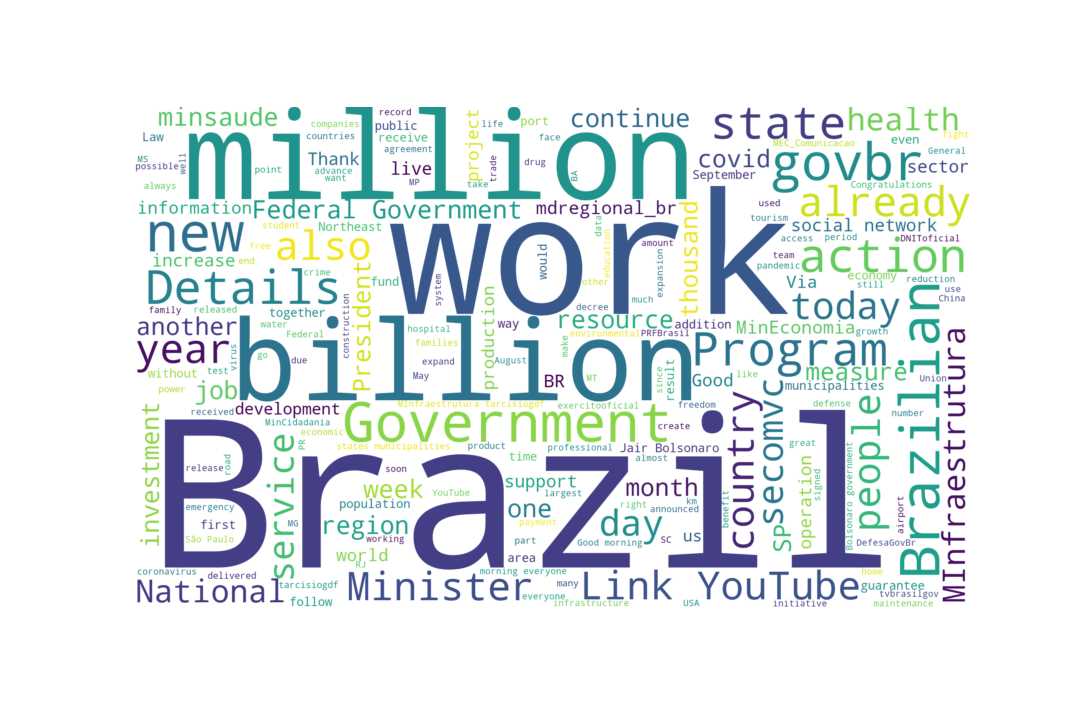 minsaude
million
record
companies
public
countries
receive
Law
Thank
agreement
MS
possible
well
point
advance
want
live
MP
always
project
life
port
trade
drug
take
face
BA
continue
state
health
covid
govbr
even
MEC_Comunicacao
General
fight
September
sector
Congratulations
already
information
Federal Government
mdregional_br
Northeast
student
new
also
free
increase
end
work
would
data
education
other
amount
expansion
thousand
used
tourism
social network
access
period
DNIToficial
team
action
pandemic
economy
reduction
still
use
China
Via
Details
crime
fund
President
system
together
family
released
water
construction
Federal
due
go
virus
test
another
year
without
power
job
billion
hospital
families
expand
May
production
way
August
resource
decree
much
environmental
PRFBrasil
addition
make
MT
BR
since
result
today
MinEconomia
growth
Program
Good
like
measure
municipalities
Union
Brazilian
MInfraestrutura
received
MinCidadania
development
economic
PR
MInfraestrutura tarcisiogdf
exercitooficial
freedom
create
Government
states municipalities
product
professional
Jair Bolsonaro
almost
time
country
secomvc
defense
number
people
great
signed
operation
Bolsonaro government
investment
Brazil
release
road
service
soon
week
YouTube
support
largest
month
km
announced
benefit
emergency
first
MG
population
one
right
region
working
payment
part
day
Good morning
SC
us
SP
airport
DefesaGovBr
São Paulo
world
RJ
area
home
coronavirus
delivered
tarcisiogdf
morning everyone
many
National
follow
Minister
everyone
infrastructure
Link YouTube
USA
initiative
guarantee
tvbrasilgov
maintenance